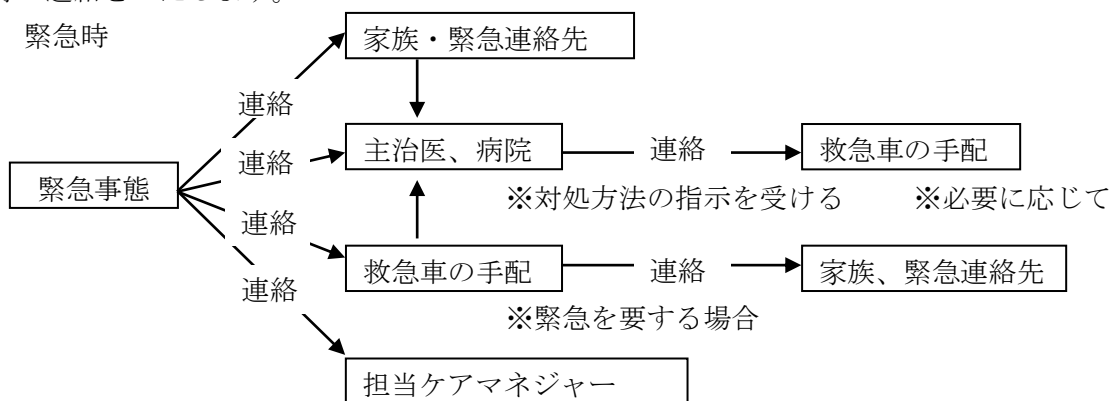 緊急時
家族・緊急連絡先
連絡
連絡
主治医、病院 連絡 救急車の手配
緊急事態
※対処方法の指示を受ける ※必要に応じて
連絡
救急車の手配 連絡 家族、緊急連絡先
連絡
※緊急を要する場合
担当ケアマネジャー